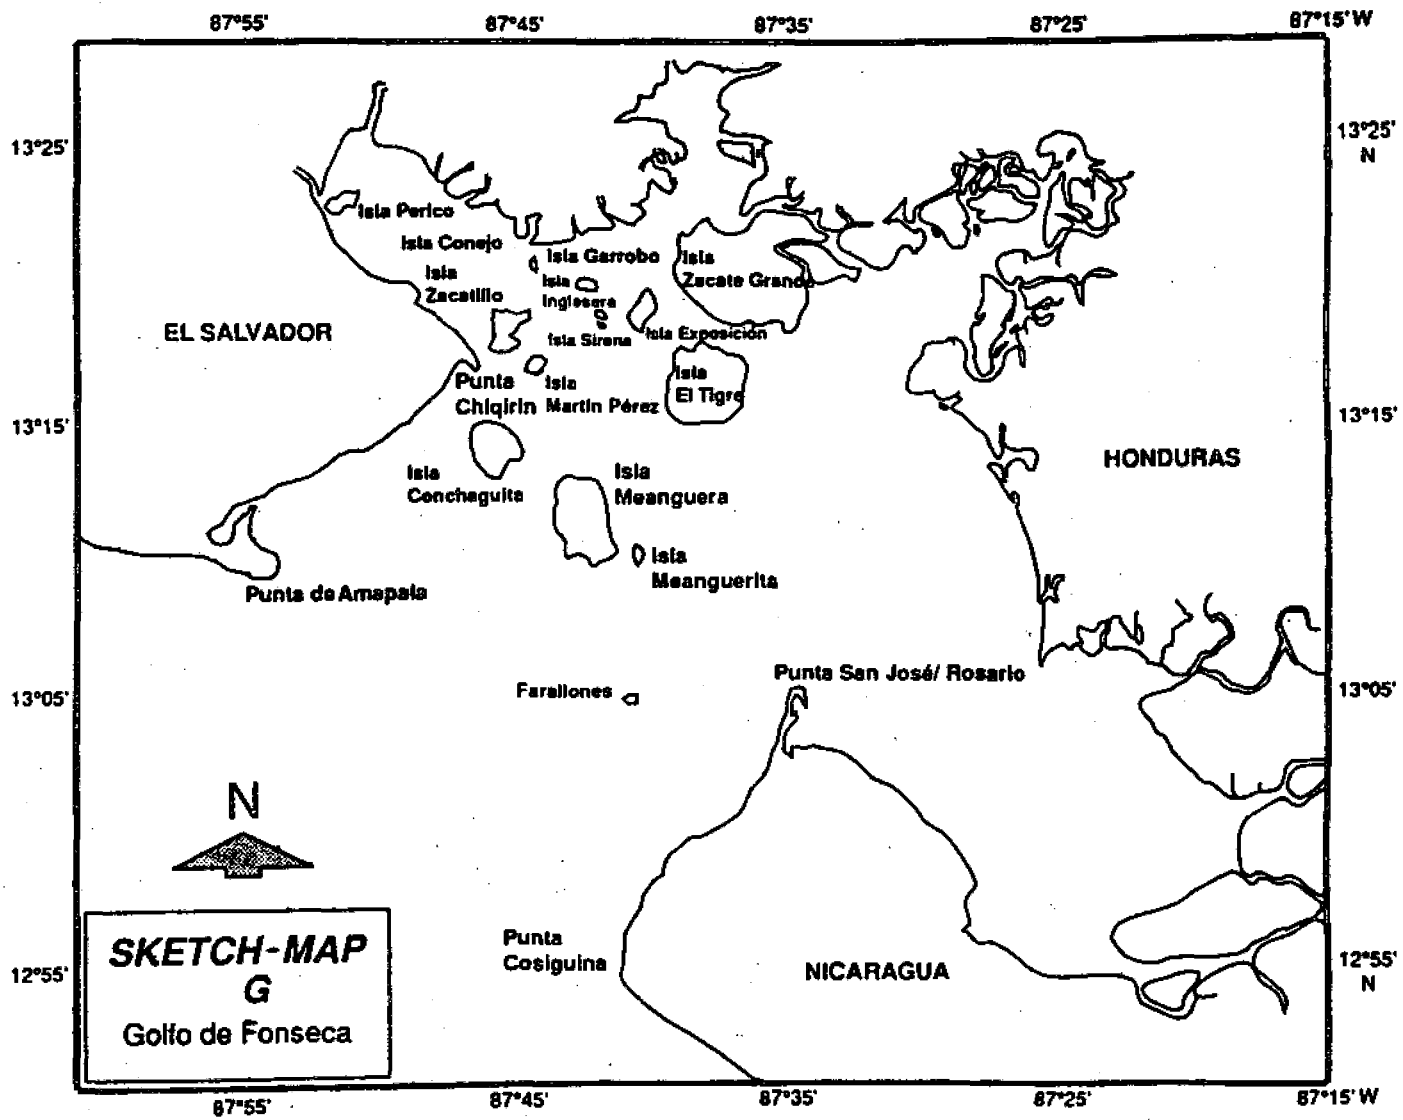 87°55'
87°45'
87°35'
87°25'
87°15'W
13°25'
13°25'
N
Isla Perico
Isla Conejo
Isla Garrobo
Isla
Zacate Grande
Isla
Zacatillo
Isla
Inglesera
Isla Sirena
Isla Exposición
EL SALVADOR
Punta
Chiqirin
Isla
Martin Pérez
Isla
El Tigre
13°15'
13°15'
HONDURAS
Isla
Conchaguita
Isla
Meanguera
Isla
Meanguerita
Punta de Amapala
Punta San José/ Rosario
Farallones
13°05'
13°05'
N
Punta
Cosiguina
NICARAGUA
12°55'
12°55'
N
SKETCH-MAP
G
Golfo de Fonseca
87°55'
87°45'
87°35'
87°25'
87°15'W